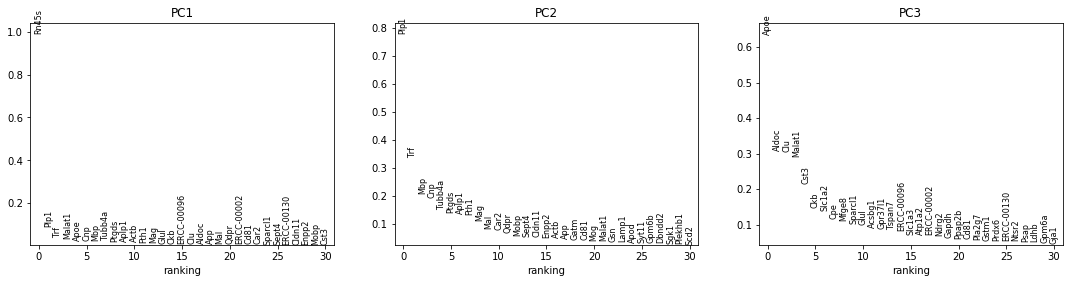 PC1
1.0
0.8
0.6
0.4
0.2
0
5
10
15
20
25
30
ranking
Rn45s
Plp1
Trf
Malat1
Apoe
Cnp
Mbp
Tubb4a
Ptgds
Aplp1
Actb
Fth1
Mag
Glul
Ckb
ERCC-00096
Clu
Aldoc
App
Mal
Qdpr
ERCC-00002
Cd81
Car2
Sparcl1
Sept4
ERCC-00130
Cldn11
Enpp2
Mobp
Cst3
PC2
0.8
0.7
0.6
0.5
0.4
0.3
0.2
0.1
0
5
10
15
20
25
30
ranking
Plp1
Trf
Mbp
Cnp
Tubb4a
Ptgds
Aplp1
Fth1
Mag
Mal
Car2
Qdpr
Mobp
Sept4
Cldn11
Enpp2
Actb
App
Gatm
Cd81
Mog
Malat1
Gsn
Lamp1
Apod
Syt11
Gpm6b
Dbndd2
Sgk1
Plekhb1
Scd2
PC3
0.6
0.5
0.4
0.3
0.2
0.1
0
5
10
15
20
25
30
ranking
Apoe
Aldoc
Clu
Malat1
Cst3
Ckb
Slc1a2
Cpe
Mfge8
Sparcl1
Glul
Acsbg1
Gpr37l1
Tspan7
ERCC-00096
Slc1a3
Atp1a2
ERCC-00002
Ndrg2
Gapdh
Ppap2b
Cd81
Pla2g7
Gstm1
Prdx6
ERCC-00130
Ntsr2
Psap
Ldhb
Gpm6a
Gja1